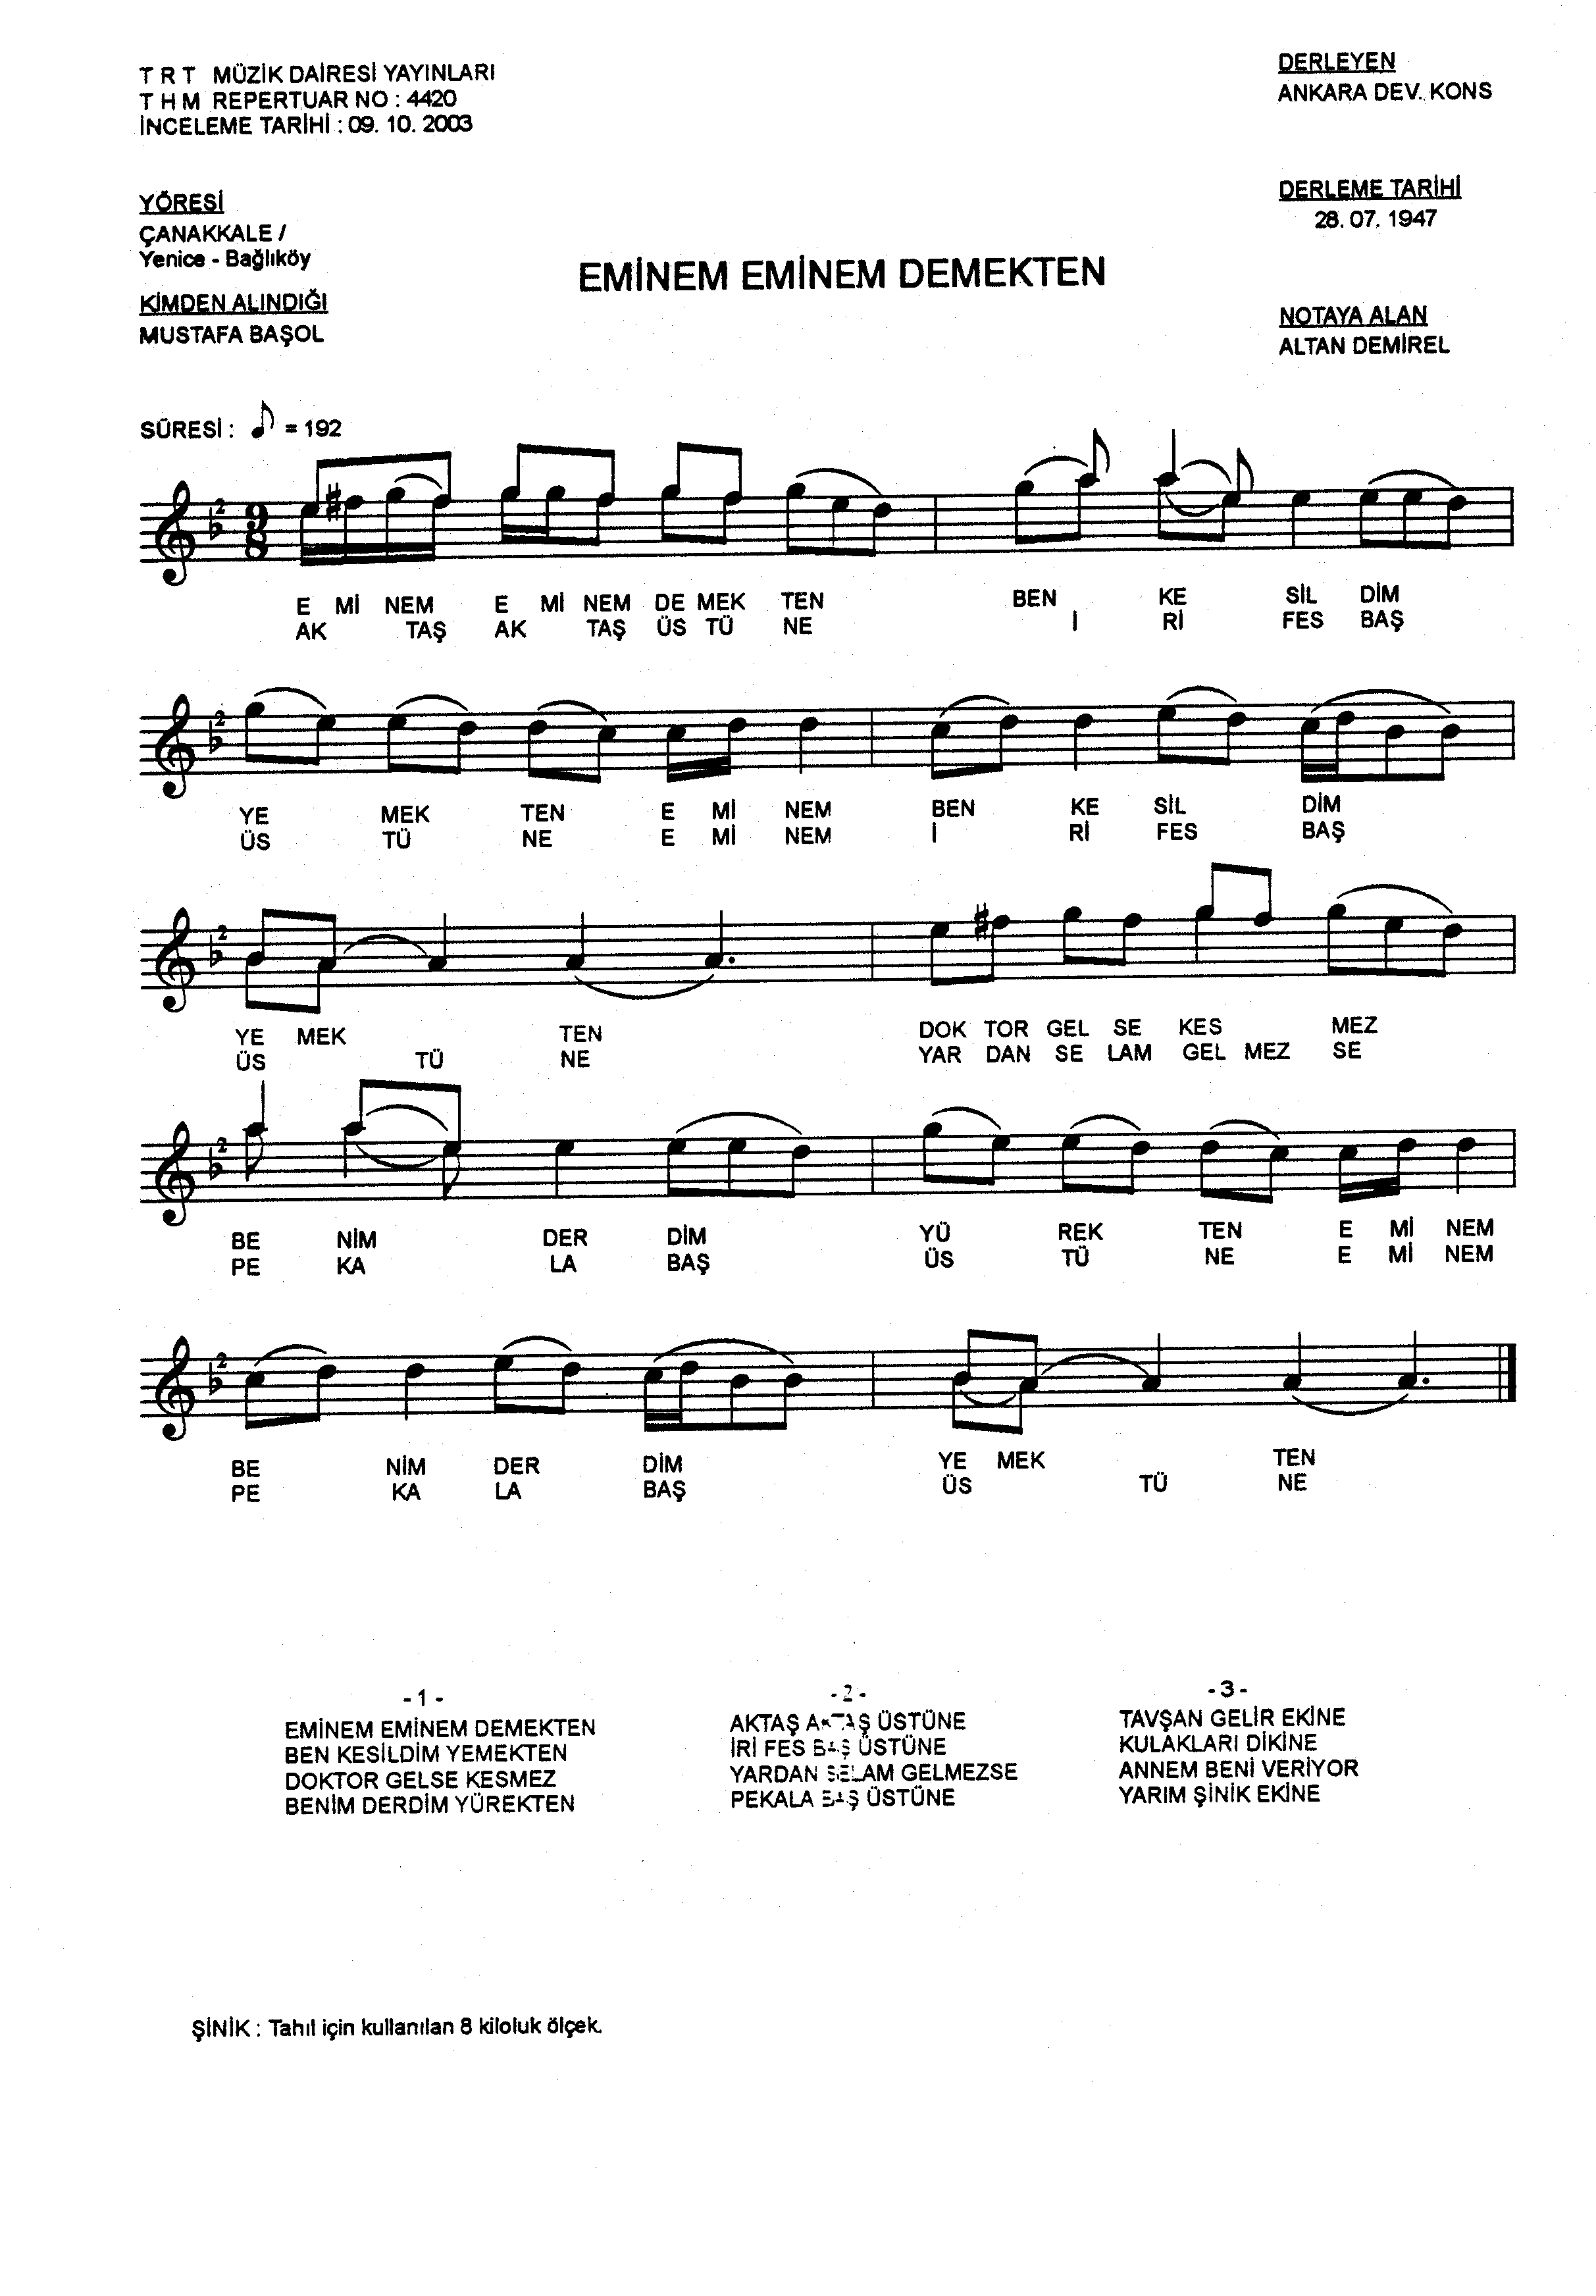 T R T MÜZİK DAİRESİ YAYINLARI
T H M REPERTUAR NO : 4420
İNCELEME TARİHİ : 09. 10. 2003
DERLEYEN
ANKARA DEV. KONS
YÖRESİ
ÇANAKKALE /
Yenice - Bağlıköy
DERLEME TARİHİ
28. 07. 1947
EMİNEM EMİNEM DEMEKTEN
KİMDEN ALINDIĞI
MUSTAFA BAŞOL
NOTAYA ALAN
ALTAN DEMİREL
SÜRESİ : ♪ = 192
E Mİ NEM E Mİ NEM DE MEK TEN BEN KE SİL DİM
AK TAŞ AK TAŞ ÜS TÜ NE İ Rİ FES BAŞ
YE MEK TEN E Mİ NEM BEN KE SİL DİM
ÜS TÜ NE E Mİ NEM İ Rİ FES BAŞ
YE MEK TEN DOK TOR GEL SE KES MEZ
ÜS TÜ NE YAR DAN SE LAM GEL MEZ SE
BE NİM DER DİM YÜ REK TEN E Mİ NEM
PE KA LA BAŞ ÜS TÜ NE E Mİ NEM
BE NİM DER DİM YE MEK TEN
PE KA LA BAŞ ÜS TÜ NE
- 1 -
EMİNEM EMİNEM DEMEKTEN
BEN KESİLDİM YEMEKTEN
DOKTOR GELSE KESMEZ
BENİM DERDİM YÜREKTEN
- 2 -
AKTAŞ AKTAŞ ÜSTÜNE
İRİ FES BAŞ ÜSTÜNE
YARDAN SELAM GELMEZSE
PEKALA BAŞ ÜSTÜNE
- 3 -
TAVŞAN GELİR EKİNE
KULAKLARI DİKİNE
ANNEM BENİ VERİYOR
YARIM ŞİNİK EKİNE
ŞİNİK : Tahıl için kullanılan 8 kiloluk ölçek.